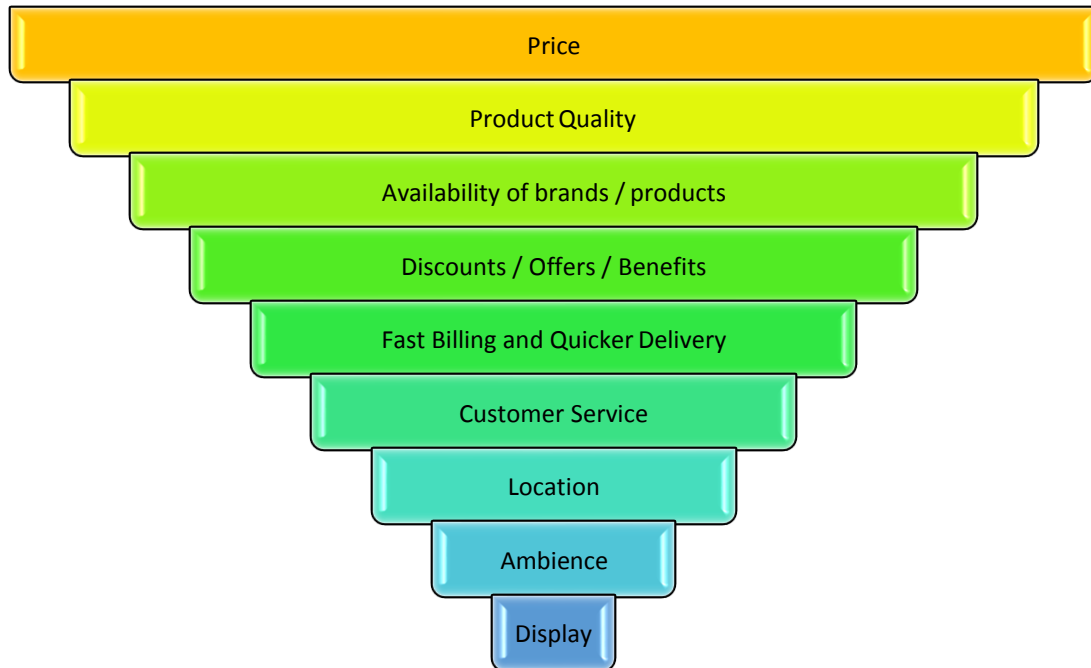 Price
Product Quality
Availability of brands / products
Discounts / Offers / Benefits
Fast Billing and Quicker Delivery
Customer Service
Location
Ambience
Display